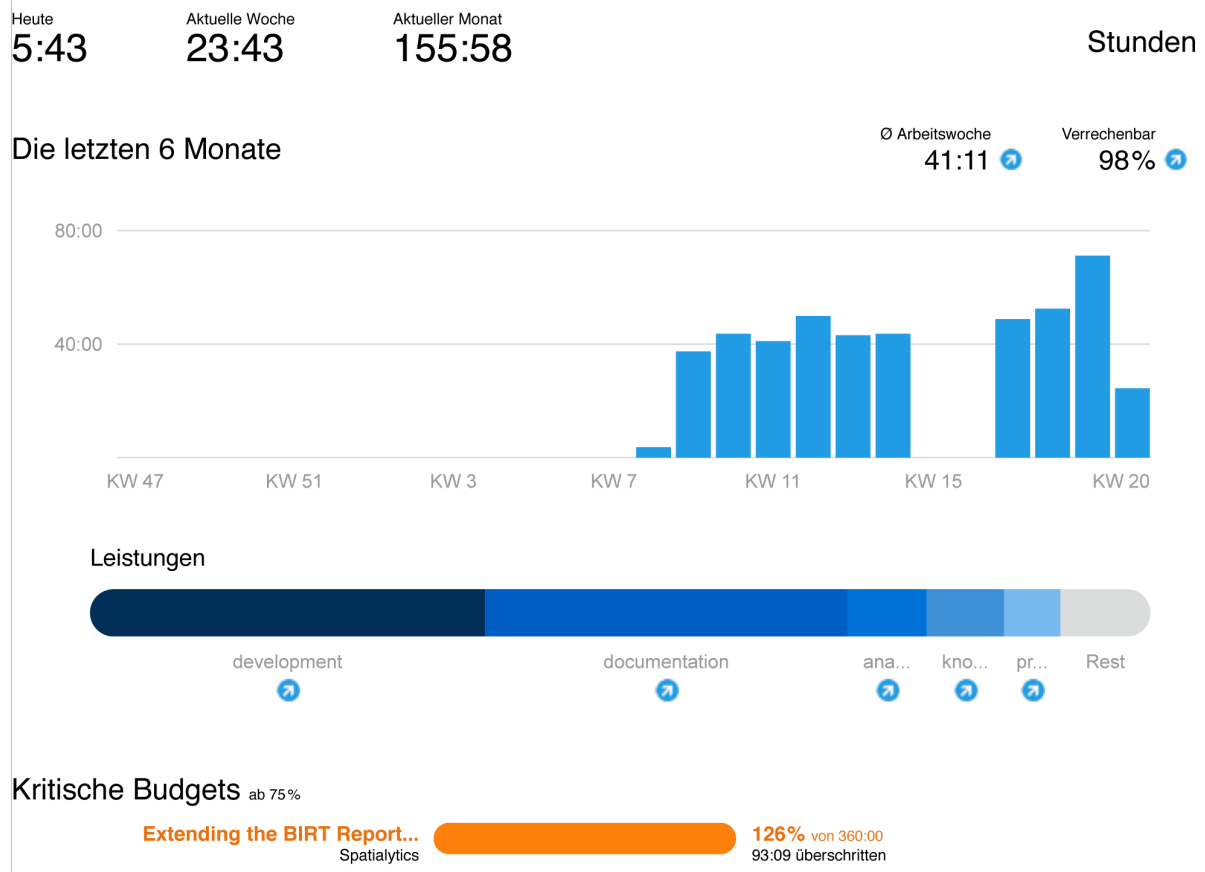 Heute Aktuelle Woche Aktueller Monat
5:43 23:43 155:58 Stunden
Die letzten 6 Monate
Ø Arbeitswoche Verrechenbar
41:11 98%
80:00
40:00
KW 47 KW 51 KW 3 KW 7 KW 11 KW 15 KW 20
Leistungen
development documentation ana... kno... pr... Rest
Kritische Budgets ab 75%
Extending the BIRT Report... 126% von 360:00
Spatialytics 93:09 überschritten